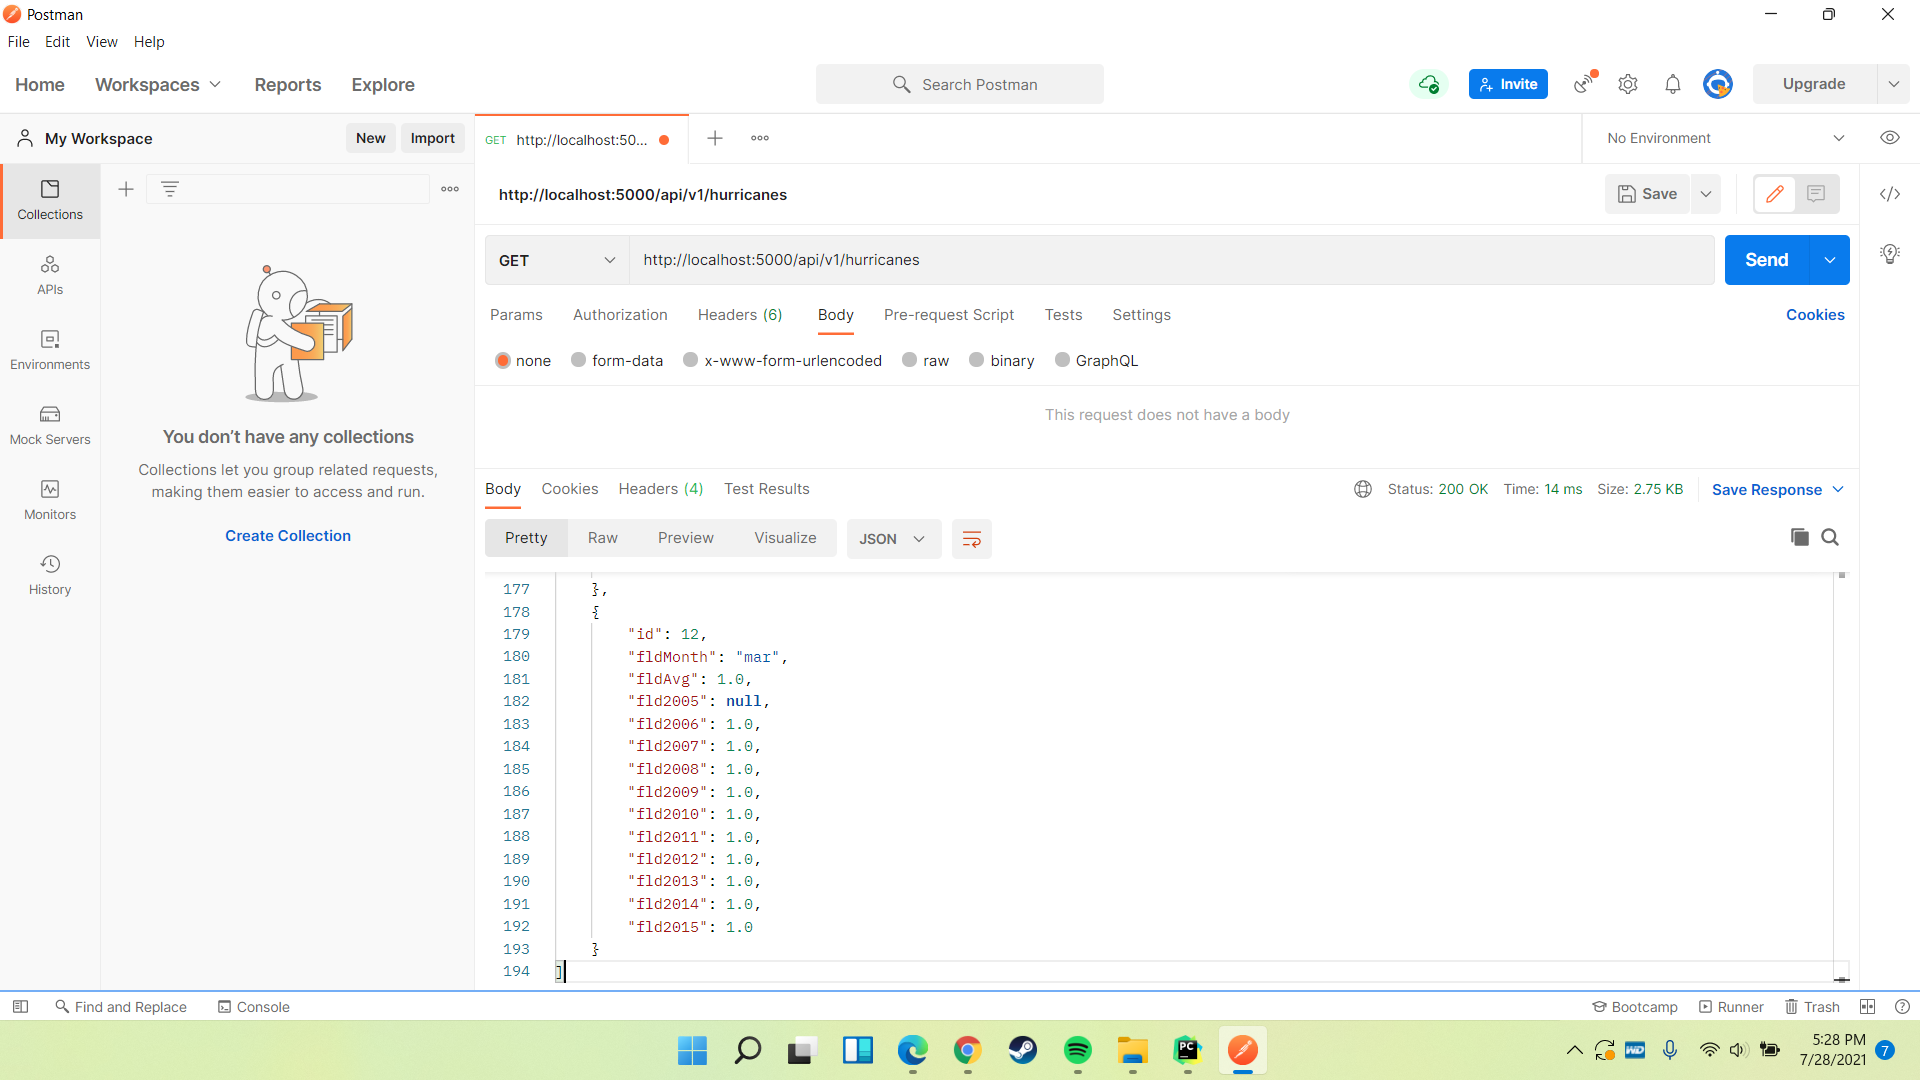 Postman
File Edit View Help
Home Workspaces Reports Explore
Search Postman
Invite
Upgrade
My Workspace
New Import
GET http://localhost:50...
No Environment
http://localhost:5000/api/v1/hurricanes
Save
GET http://localhost:5000/api/v1/hurricanes
Send
Params Authorization Headers (6) Body Pre-request Script Tests Settings
Cookies
none form-data x-www-form-urlencoded raw binary GraphQL
This request does not have a body
Collections
APIs
Environments
Mock Servers
Monitors
History
You don't have any collections
Collections let you group related requests,
making them easier to access and run.
Create Collection
Body Cookies Headers (4) Test Results
Status: 200 OK Time: 14 ms Size: 2.75 KB Save Response
Pretty Raw Preview Visualize JSON
177 },
178 {
179 "id": 12,
180 "fldMonth": "mar",
181 "fldAvg": 1.0,
182 "fld2005": null,
183 "fld2006": 1.0,
184 "fld2007": 1.0,
185 "fld2008": 1.0,
186 "fld2009": 1.0,
187 "fld2010": 1.0,
188 "fld2011": 1.0,
189 "fld2012": 1.0,
190 "fld2013": 1.0,
191 "fld2014": 1.0,
192 "fld2015": 1.0
193 }
194 ]
Find and Replace Console
Bootcamp Runner Trash
PC
WD
5:28 PM
7/28/2021 7